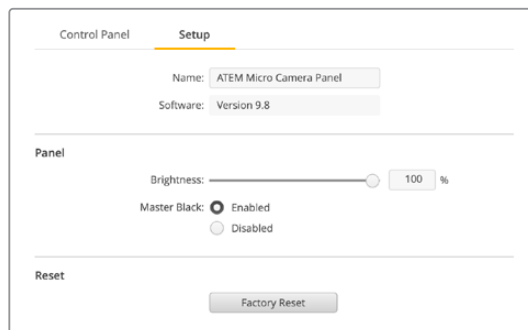 Control Panel Setup
Name: ATEM Micro Camera Panel
Software: Version 9.8
Panel
Brightness: 100 %
Master Black: Enabled
Disabled
Reset
Factory Reset